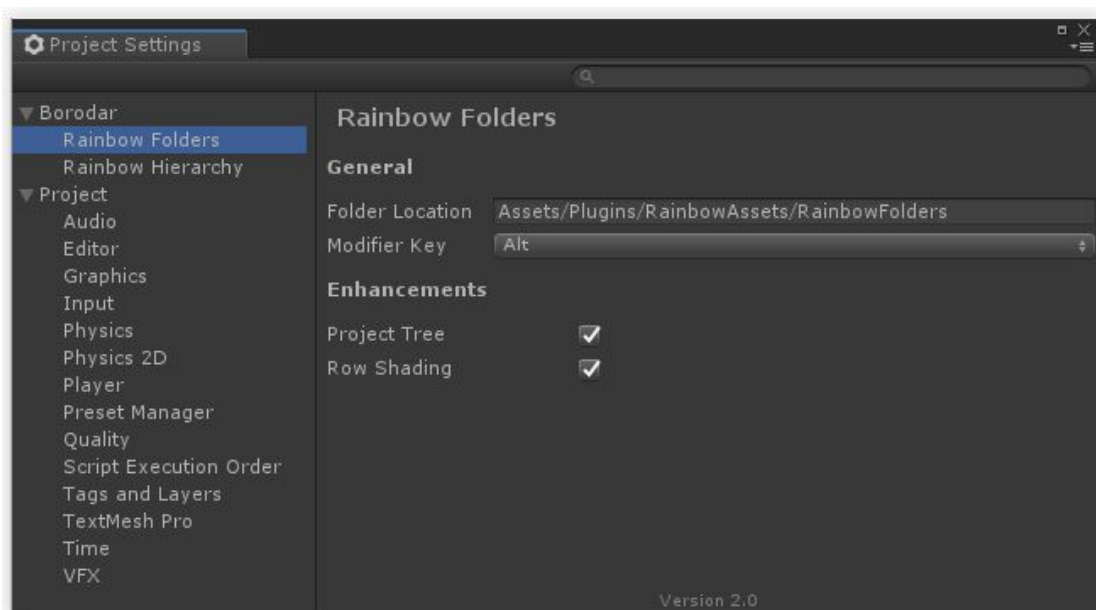 Project Settings
Borodar
Rainbow Folders
Rainbow Hierarchy
Project
Audio
Editor
Graphics
Input
Physics
Physics 2D
Player
Preset Manager
Quality
Script Execution Order
Tags and Layers
TextMesh Pro
Time
VFX
Rainbow Folders
General
Folder Location Assets/Plugins/RainbowAssets/RainbowFolders
Modifier Key Alt
Enhancements
Project Tree
Row Shading
Version 2.0